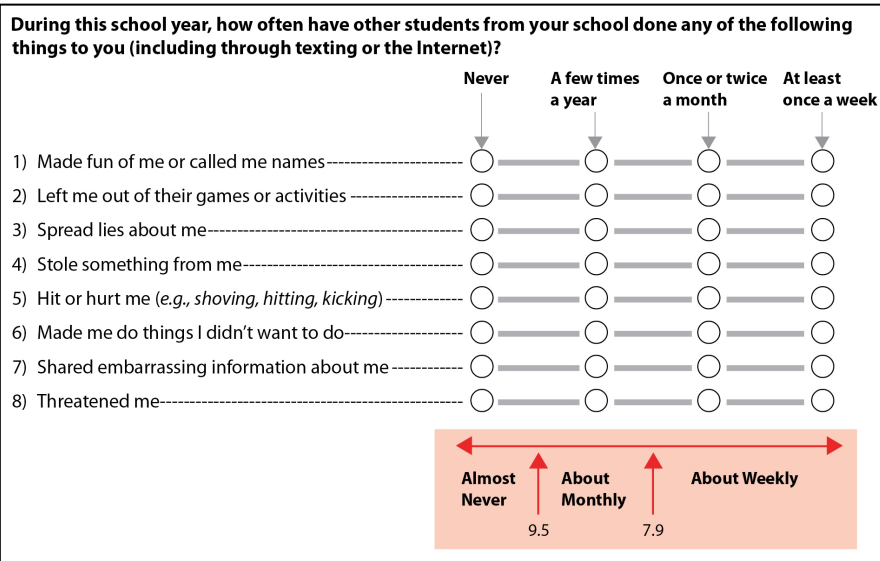 During this school year, how often have other students from your school done any of the following
things to you (including through texting or the Internet)?
Never
A few times
a year
Once or twice
a month
At least
once a week
1) Made fun of me or called me names
2) Left me out of their games or activities
3) Spread lies about me
4) Stole something from me
5) Hit or hurt me (e.g., shoving, hitting, kicking)
6) Made me do things I didn’t want to do
7) Shared embarrassing information about me
8) Threatened me
Almost
Never
About
Monthly
About Weekly
9.5
7.9